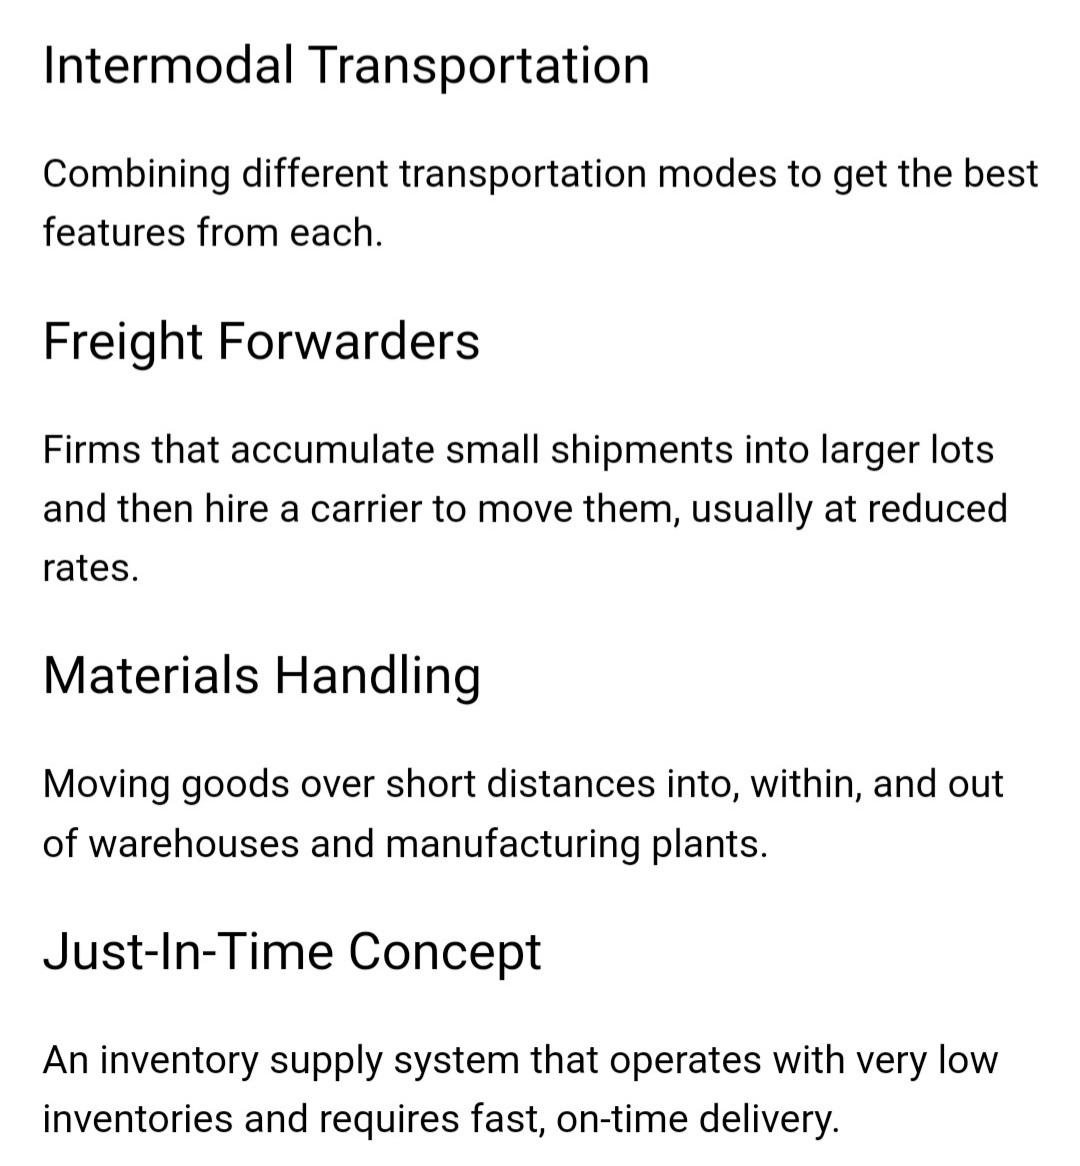 Intermodal Transportation
Combining different transportation modes to get the best
features from each.
Freight Forwarders
Firms that accumulate small shipments into larger lots
and then hire a carrier to move them, usually at reduced
rates.
Materials Handling
Moving goods over short distances into, within, and out
of warehouses and manufacturing plants.
Just-In-Time Concept
An inventory supply system that operates with very low
inventories and requires fast, on-time delivery.